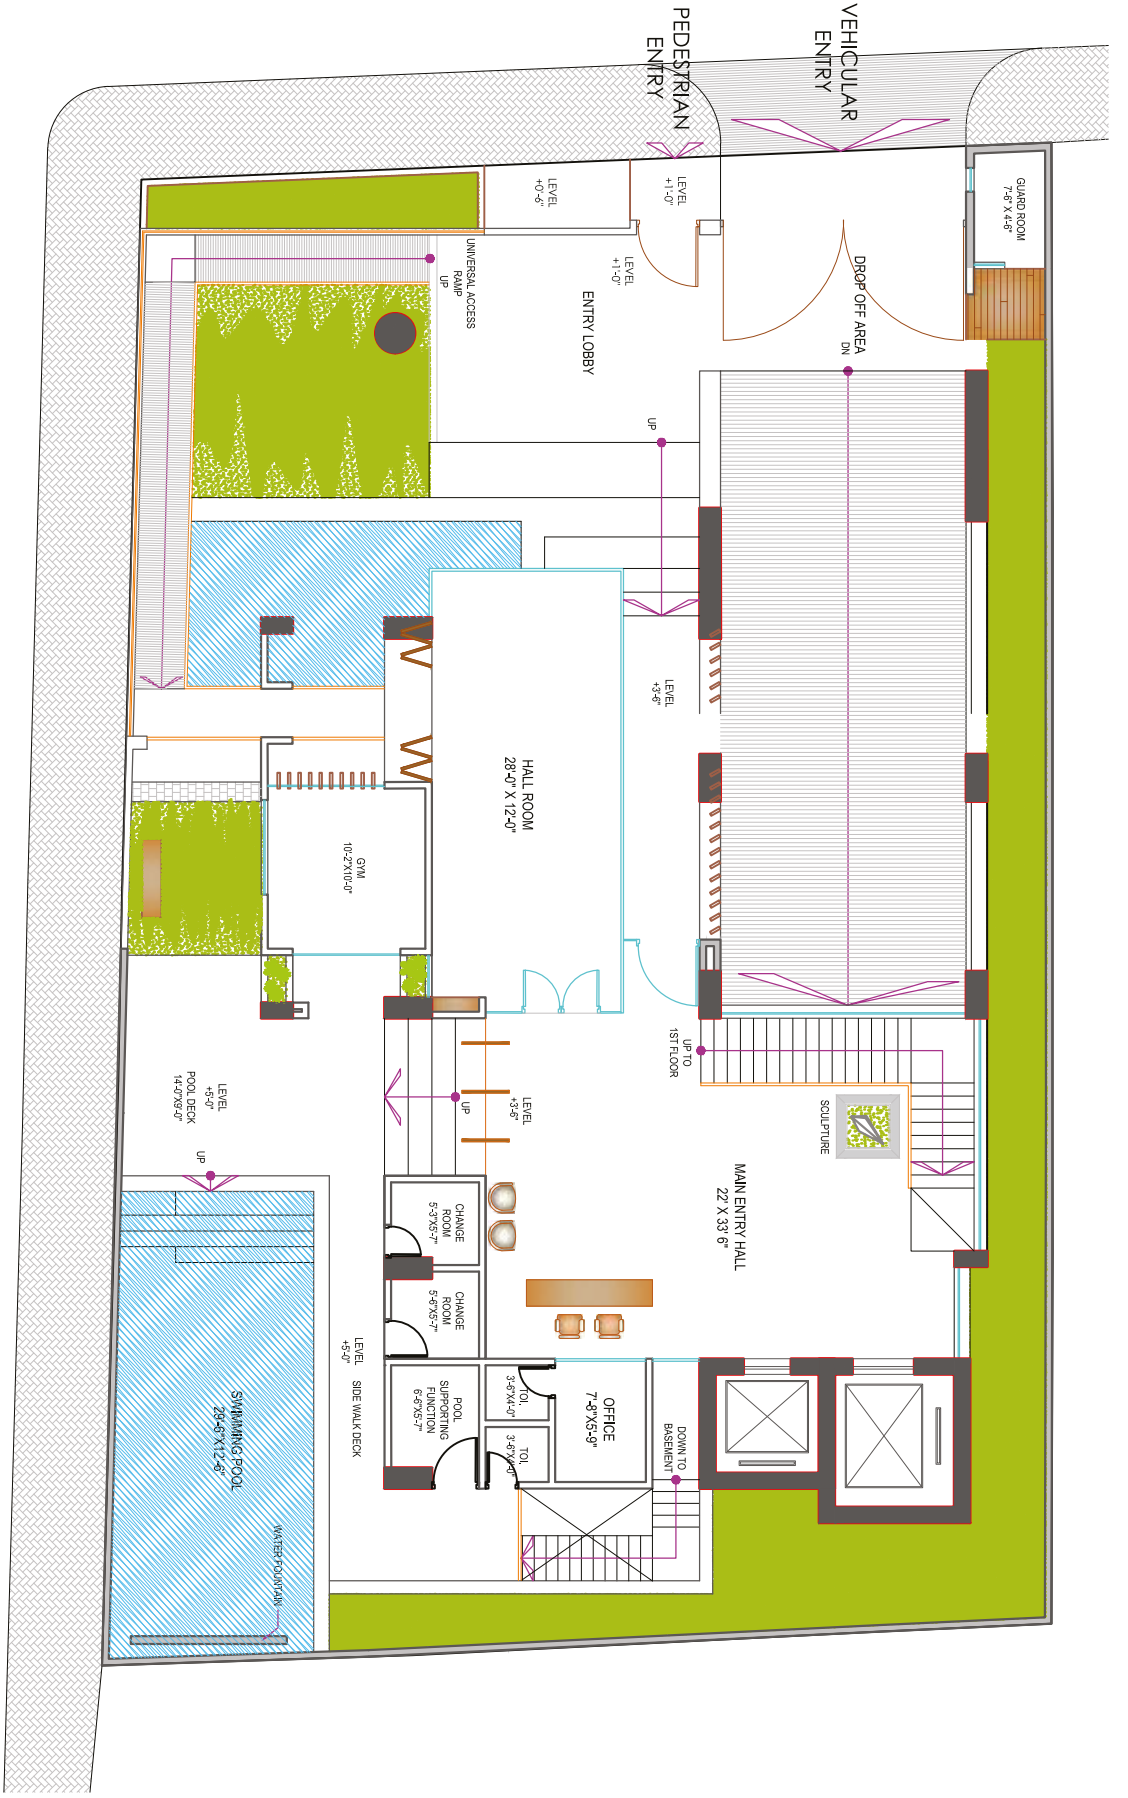 VEHICULAR
ENTRY
PEDESTRIAN
ENTRY
GUARD ROOM
7'-6" X 4'-6"
LEVEL
+1'-0"
LEVEL
+0'-6"
LEVEL
+1'-0"
DROP OFF AREA
DN
ENTRY LOBBY
UNIVERSAL ACCESS
RAMP
UP
UP
LEVEL
+3'-6"
HALL ROOM
28'-0" X 12'-0"
GYM
10'-2"X10'-0"
UP TO
1ST FLOOR
SCULPTURE
LEVEL
+3'-6"
UP
LEVEL
+5'-0"
POOL DECK
14'-0"X9'-0"
UP
MAIN ENTRY HALL
22' X 33' 6"
CHANGE
ROOM
5'-3"X5'-7"
CHANGE
ROOM
5'-6"X5'-7"
LEVEL
+5'-0"
SIDE WALK DECK
POOL
SUPPORTING
FUNCTION
6'-6"X5'-7"
TOI.
3'-6"X4'-0"
TOI.
3'-6"X4'-0"
OFFICE
7'-8"X5'-9"
DOWN TO
BASEMENT
SWIMMING POOL
29'-6"X12'-6"
WATER FOUNTAIN